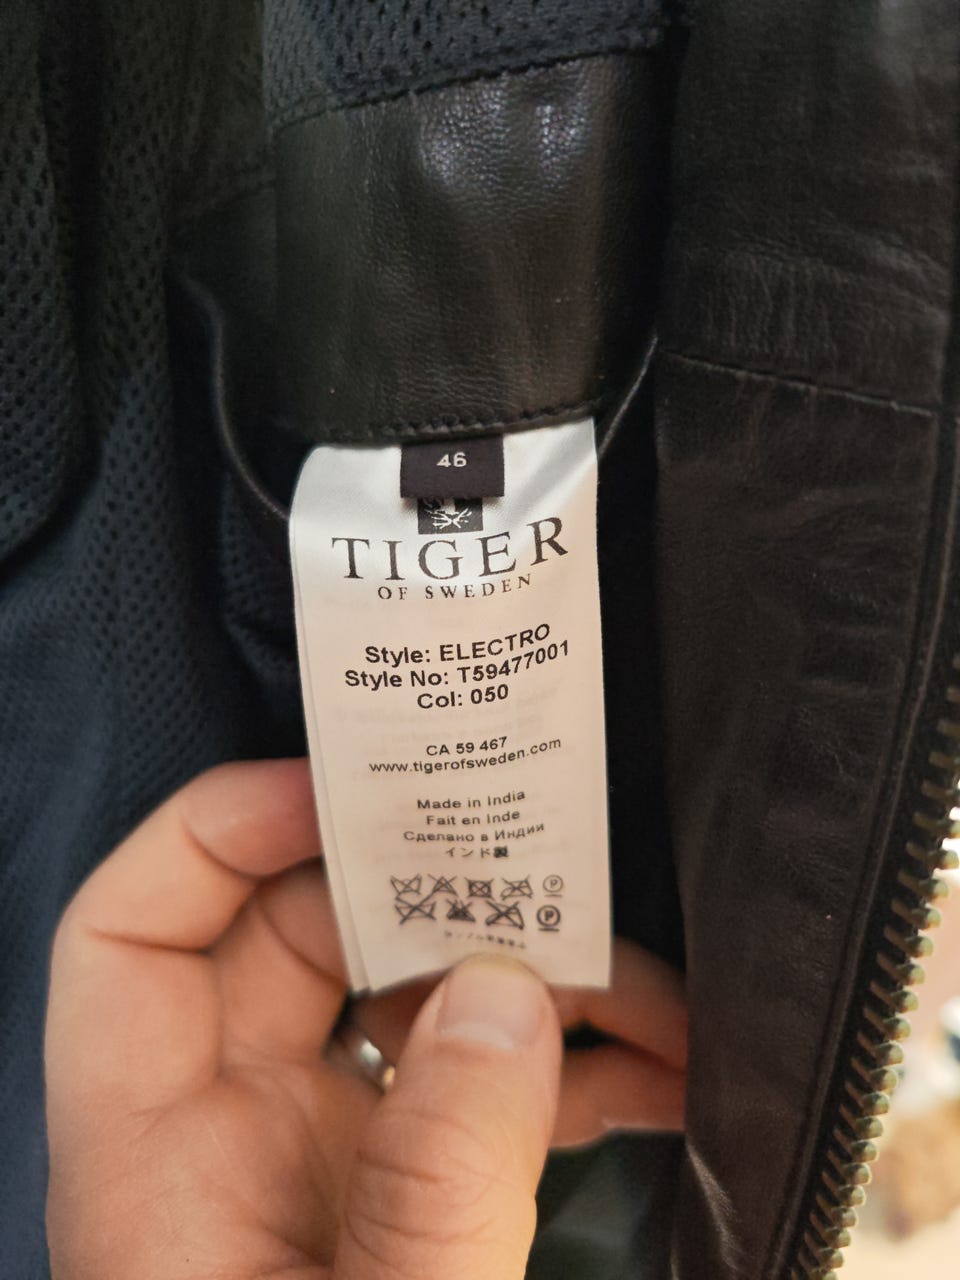 46
TIGER
OF SWEDEN
Style: ELECTRO
Style No: T59477001
Col: 050
CA 59 467
www.tigerofsweden.com
Made in India
Fait en Inde
Сделано в Индии
インド製
P
P